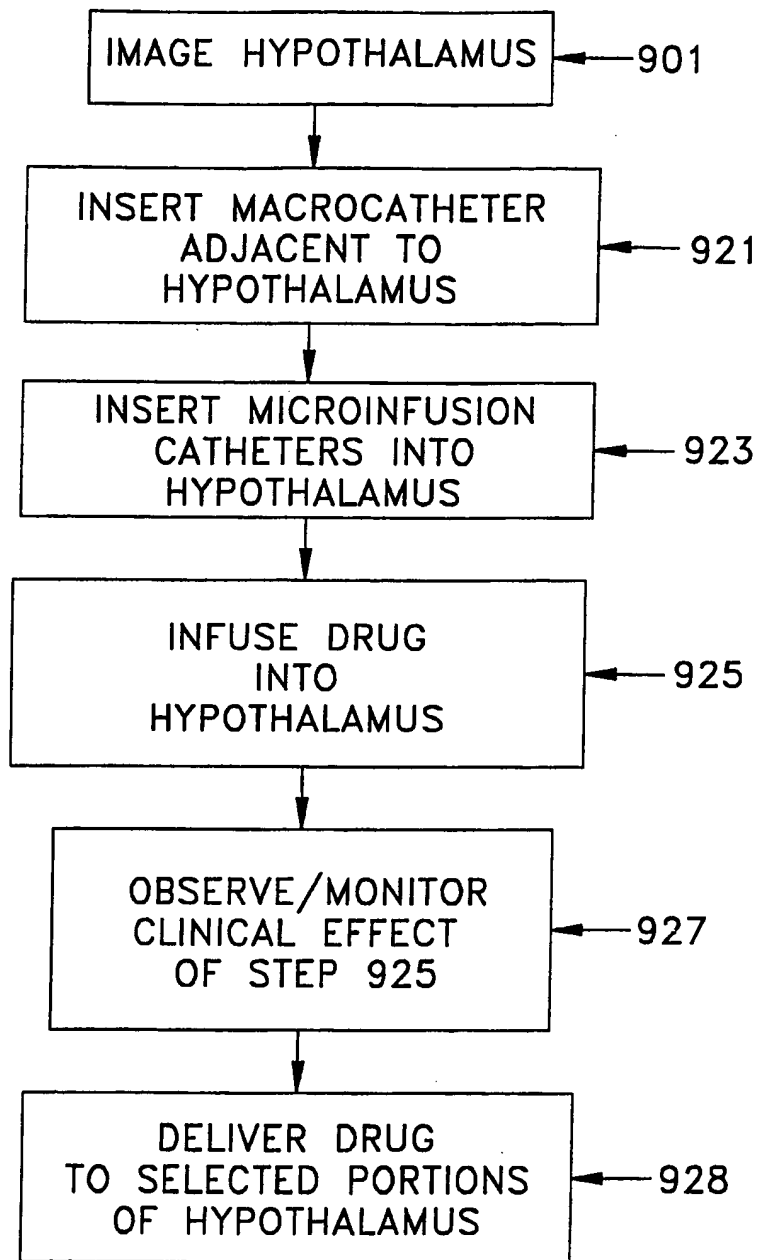 IMAGE HYPOTHALAMUS
901
INSERT MACROCATHETER
ADJACENT TO
HYPOTHALAMUS
921
INSERT MICROINFUSION
CATHETERS INTO
HYPOTHALAMUS
923
INFUSE DRUG
INTO
HYPOTHALAMUS
925
OBSERVE/MONITOR
CLINICAL EFFECT
OF STEP 925
927
DELIVER DRUG
TO SELECTED PORTIONS
OF HYPOTHALAMUS
928